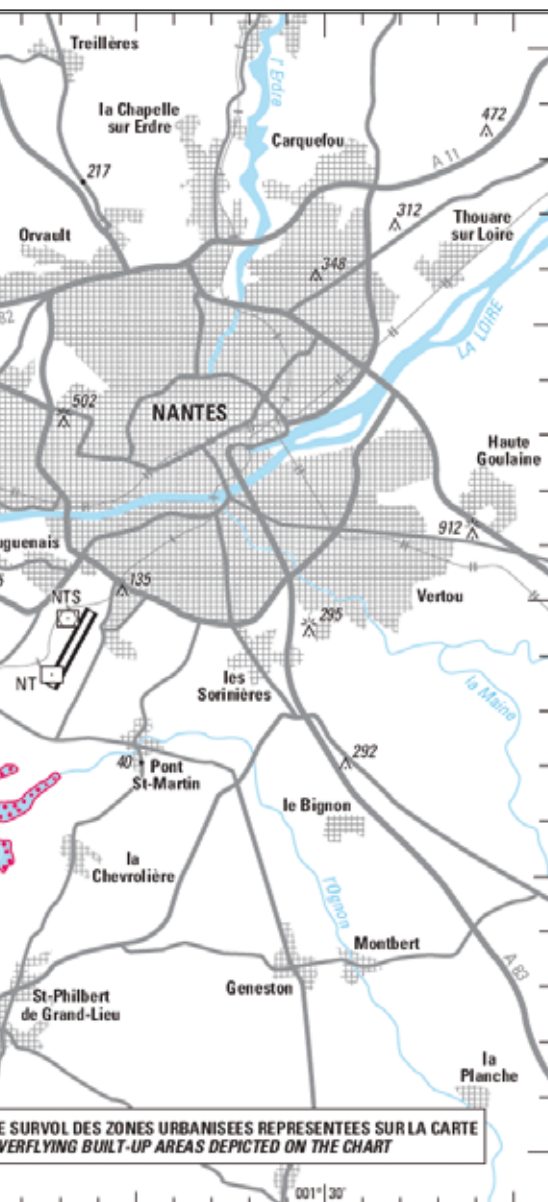 Treillères
l'Erdre
la Chapelle
sur Erdre
472
Carquefou
A 11
217
312
Thouare
sur Loire
Orvault
348
82
LA LOIRE
502
NANTES
Haute
Goulaine
912
uguenais
135
NTS
Vertou
295
NT
les
Sorinières
la Maine
292
40
Pont
St-Martin
le Bignon
la
Chevrolière
l'Ognon
Montbert
A 83
Geneston
St-Philbert
de Grand-Lieu
la
Planche
E SURVOL DES ZONES URBANISEES REPRESENTEES SUR LA CARTE
VERFLYING BUILT-UP AREAS DEPICTED ON THE CHART
001° 30'